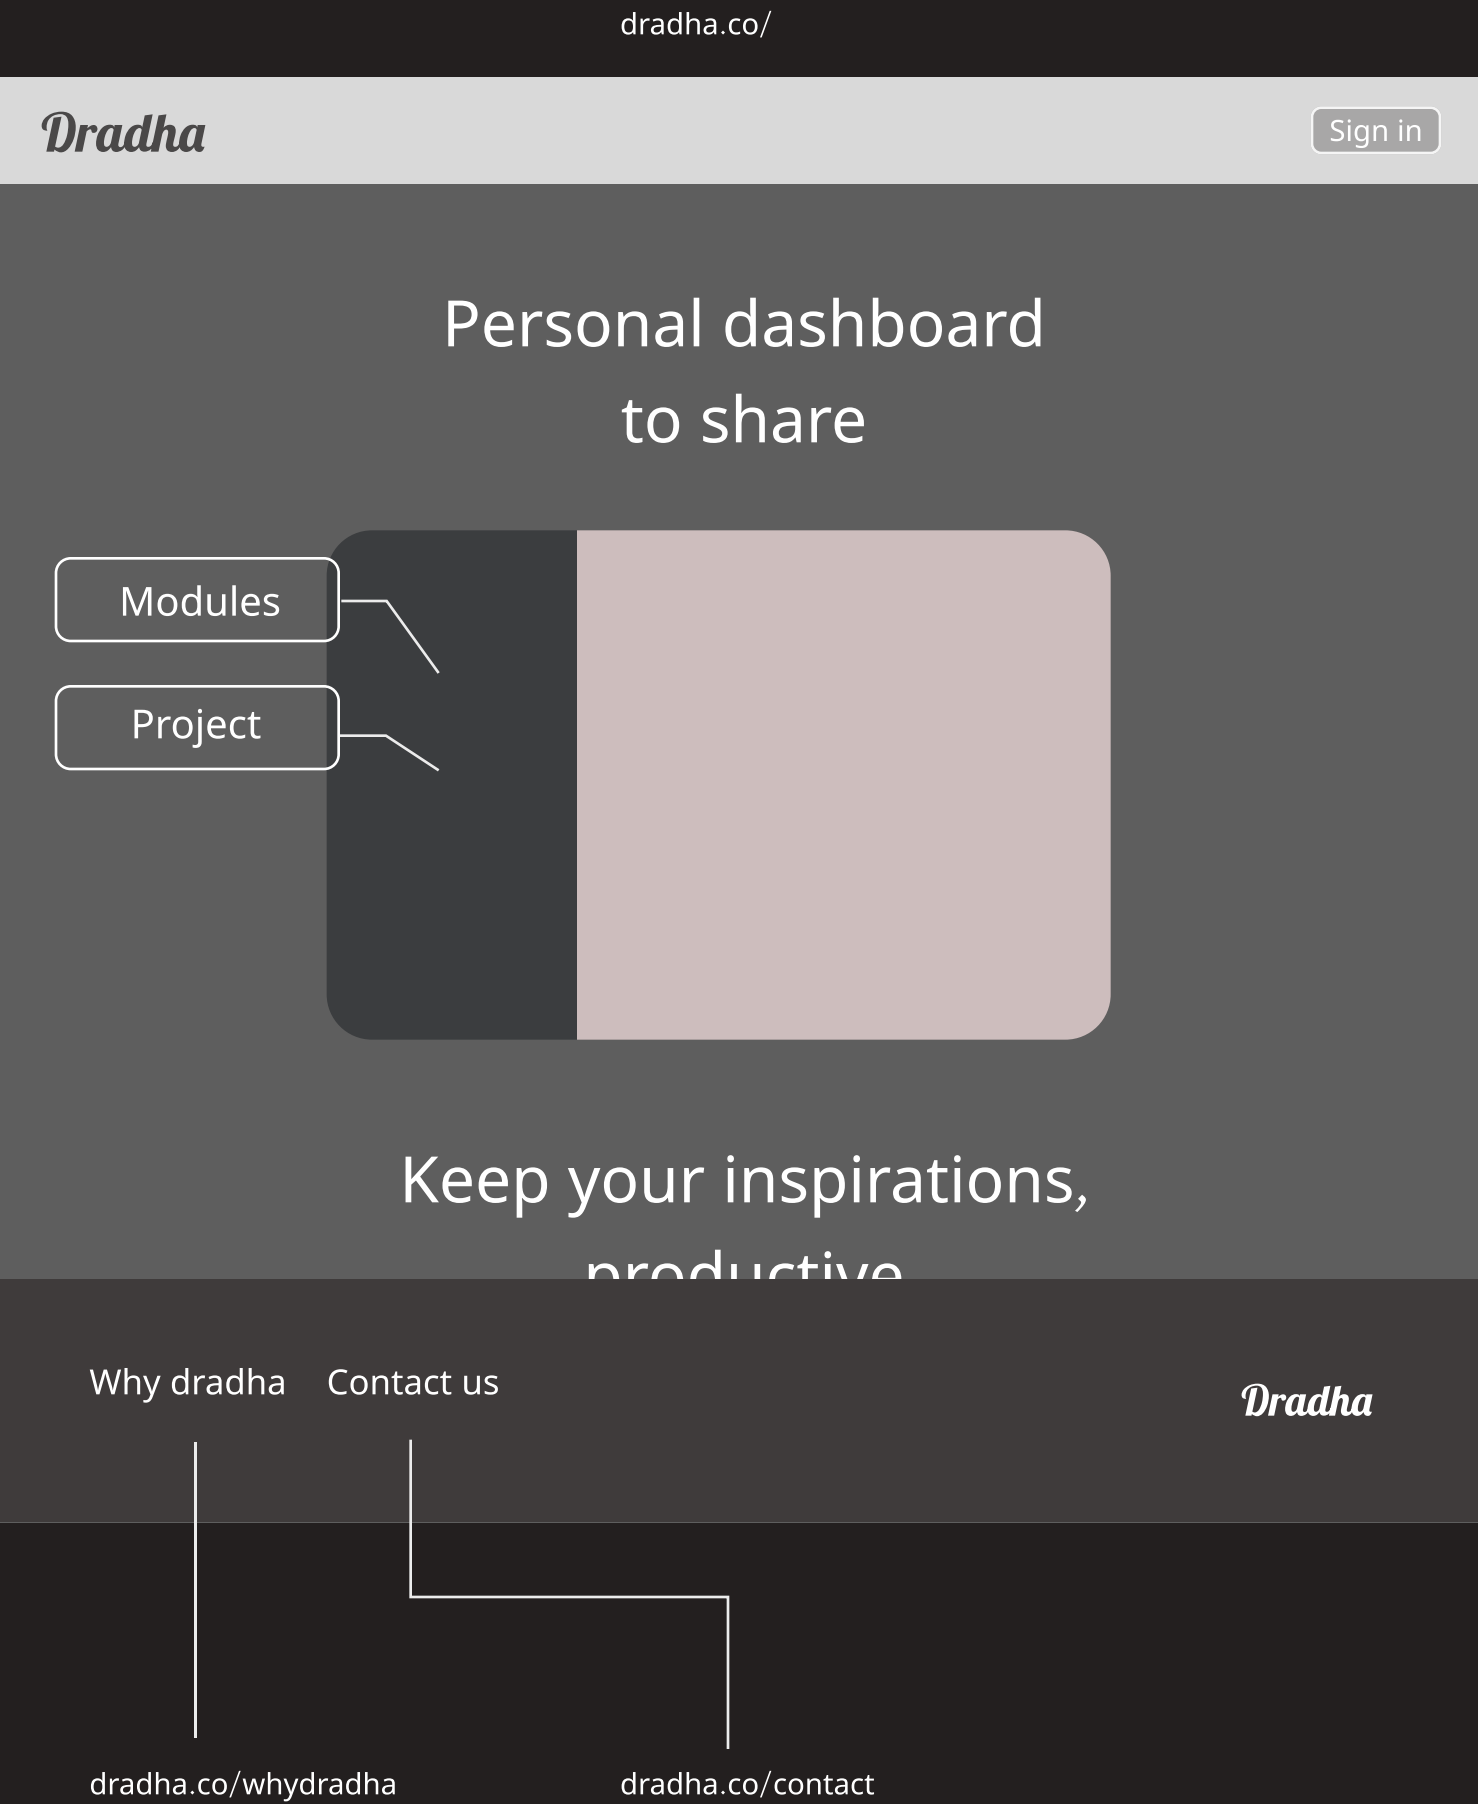 dradha.co/
Dradha
Sign in
Personal dashboard
to share
Modules
Project
Keep your inspirations,
productive
Why dradha
Contact us
Dradha
dradha.co/whydradha
dradha.co/contact